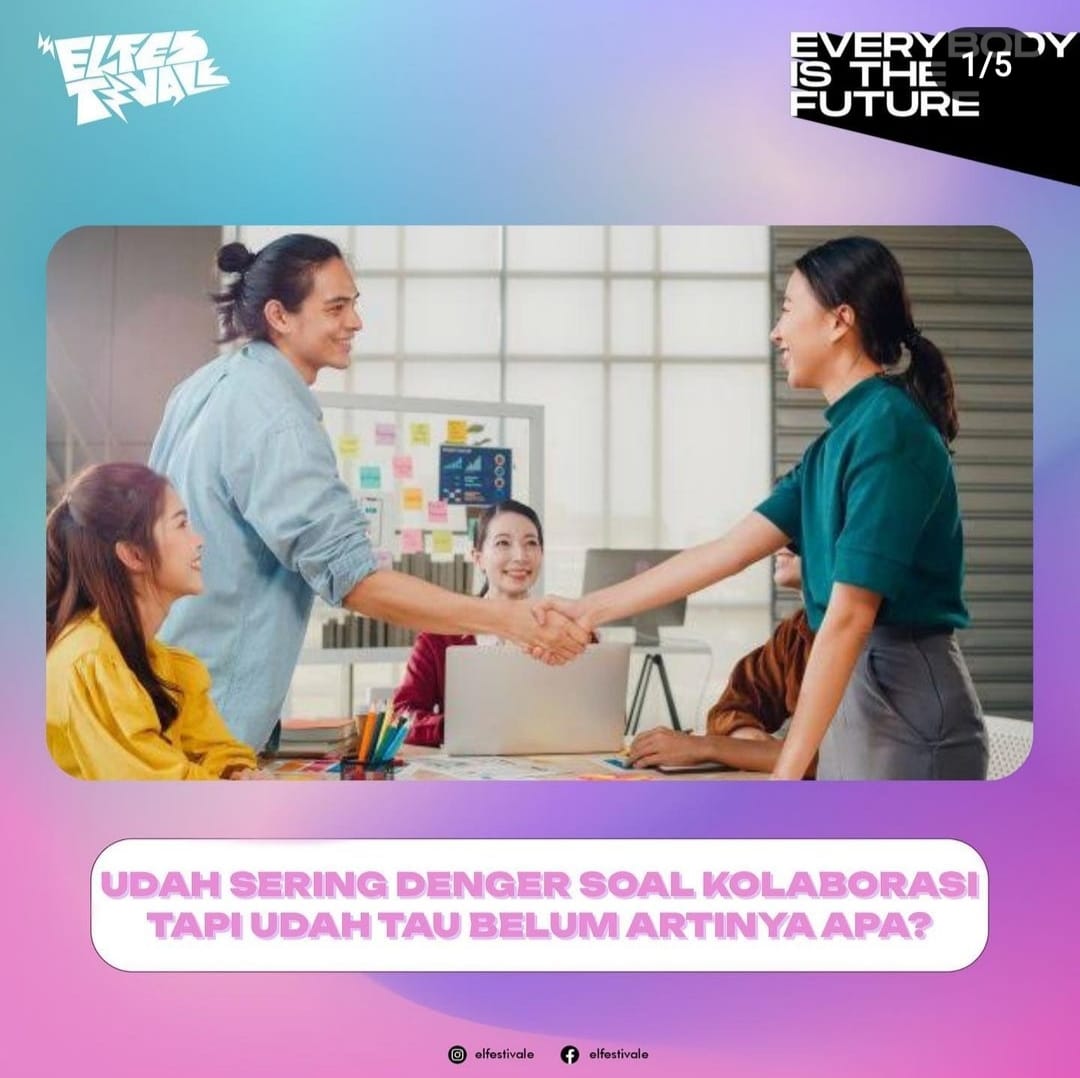 ELFES
TIVALE
EVERYBODY
IS THE
FUTURE
1/5
UDAH SERING DENGER SOAL KOLABORASI
TAPI UDAH TAU BELUM ARTINYA APA?
elfestivale elfestivale